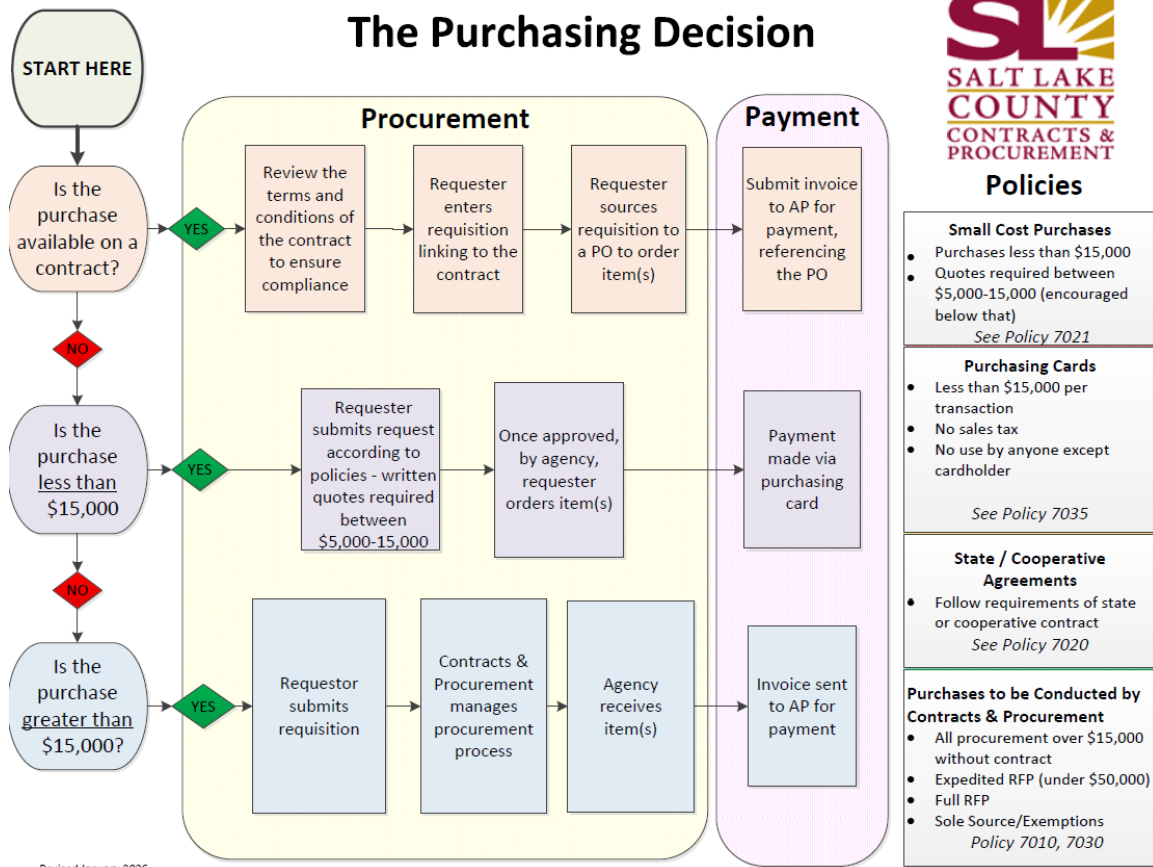 The Purchasing Decision
START HERE
SL
SALT LAKE
COUNTY
CONTRACTS &
PROCUREMENT
Procurement
Payment
Is the
purchase
available on a
contract?
YES
Review the
terms and
conditions of
the contract
to ensure
compliance
Requester
enters
requisition
linking to the
contract
Requester
sources
requisition to
a PO to order
item(s)
Submit invoice
to AP for
payment,
referencing
the PO
NO
Is the
purchase
less than
$15,000
YES
Requester
submits request
according to
policies - written
quotes required
between
$5,000-15,000
Once approved,
by agency,
requester
orders item(s)
Payment
made via
purchasing
card
NO
Is the
purchase
greater than
$15,000?
YES
Requestor
submits
requisition
Contracts &
Procurement
manages
procurement
process
Agency
receives
item(s)
Invoice sent
to AP for
payment
Policies
Small Cost Purchases
• Purchases less than $15,000
• Quotes required between
$5,000-15,000 (encouraged
below that)
See Policy 7021
Purchasing Cards
• Less than $15,000 per
transaction
• No sales tax
• No use by anyone except
cardholder
See Policy 7035
State / Cooperative
Agreements
• Follow requirements of state
or cooperative contract
See Policy 7020
Purchases to be Conducted by
Contracts & Procurement
• All procurement over $15,000
without contract
• Expedited RFP (under $50,000)
• Full RFP
• Sole Source/Exemptions
Policy 7010, 7030